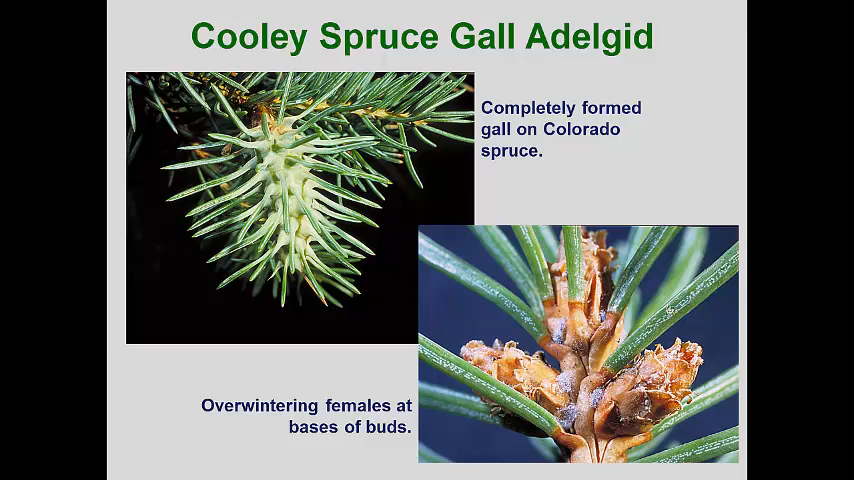 Cooley Spruce Gall Adelgid
Completely formed
gall on Colorado
spruce.
Overwintering females at
bases of buds.